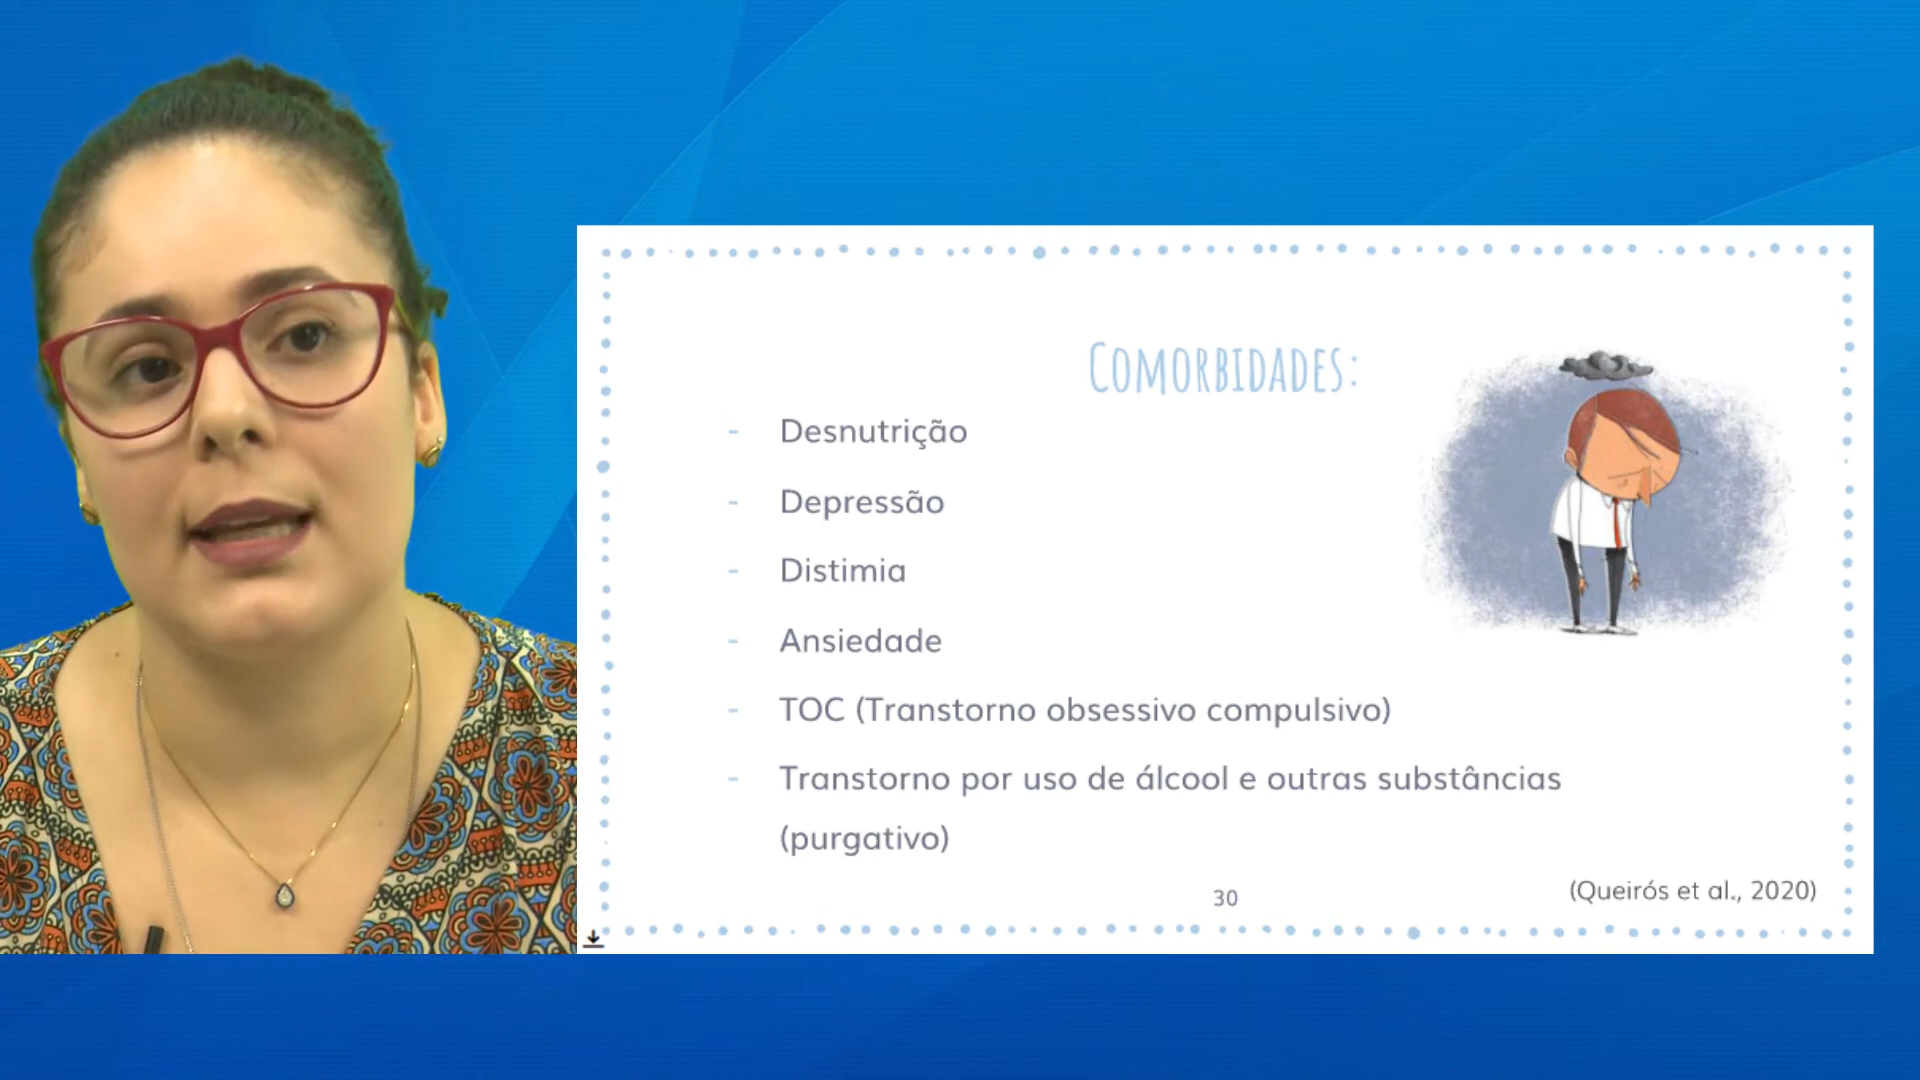 COMORBIDADES:
- Desnutrição
- Depressão
- Distimia
- Ansiedade
- TOC (Transtorno obsessivo compulsivo)
- Transtorno por uso de álcool e outras substâncias
(purgativo)
30
(Queirós et al., 2020)